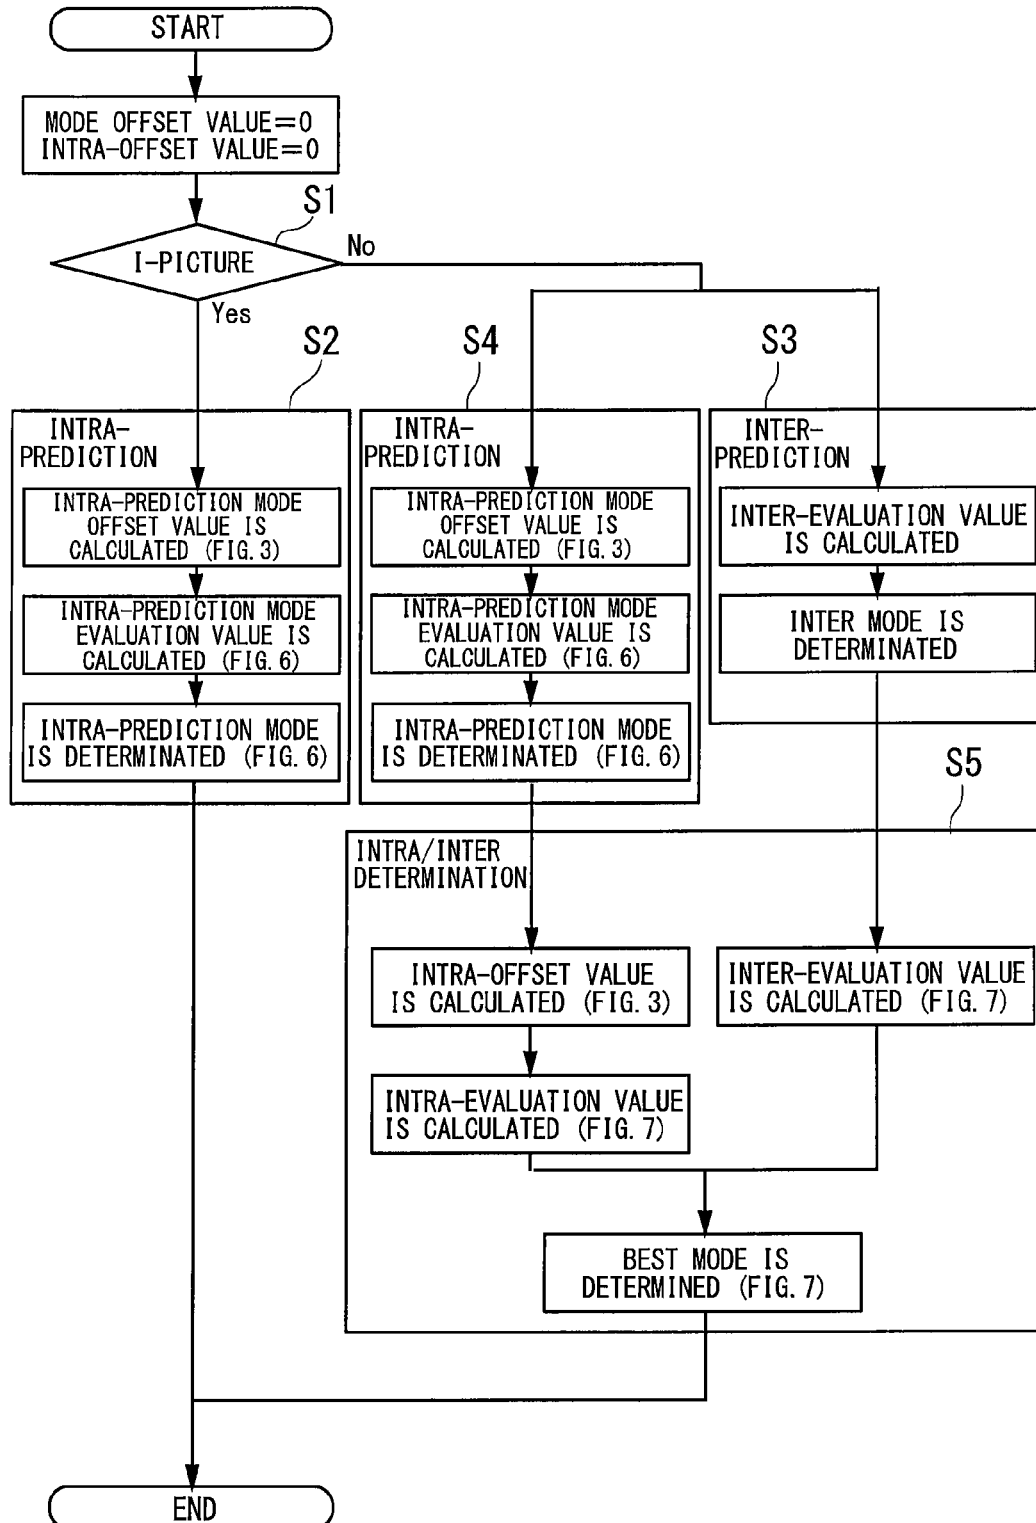 START
MODE OFFSET VALUE=0
INTRA-OFFSET VALUE=0
S1
I-PICTURE
No
Yes
S2
INTRA-
PREDICTION
INTRA-PREDICTION MODE
OFFSET VALUE IS
CALCULATED (FIG. 3)
INTRA-PREDICTION MODE
EVALUATION VALUE IS
CALCULATED (FIG. 6)
INTRA-PREDICTION MODE
IS DETERMINATED (FIG. 6)
S4
INTRA-
PREDICTION
INTRA-PREDICTION MODE
OFFSET VALUE IS
CALCULATED (FIG. 3)
INTRA-PREDICTION MODE
EVALUATION VALUE IS
CALCULATED (FIG. 6)
INTRA-PREDICTION MODE
IS DETERMINATED (FIG. 6)
S3
INTER-
PREDICTION
INTER-EVALUATION VALUE
IS CALCULATED
INTER MODE IS
DETERMINATED
S5
INTRA/INTER
DETERMINATION
INTRA-OFFSET VALUE
IS CALCULATED (FIG. 3)
INTRA-EVALUATION VALUE
IS CALCULATED (FIG. 7)
INTER-EVALUATION VALUE
IS CALCULATED (FIG. 7)
BEST MODE IS
DETERMINED (FIG. 7)
END